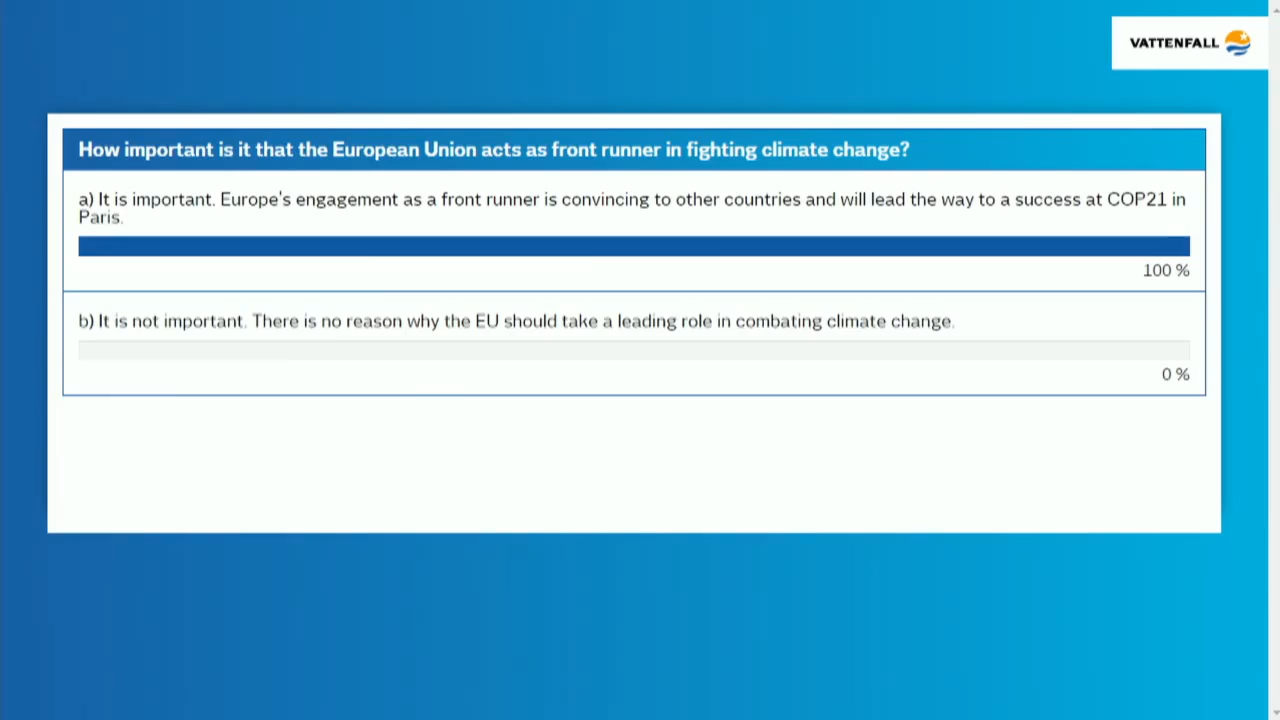 VATTENFALL
How important is it that the European Union acts as front runner in fighting climate change?
a) It is important. Europe's engagement as a front runner is convincing to other countries and will lead the way to a success at COP21 in
Paris.
100 %
b) It is not important. There is no reason why the EU should take a leading role in combating climate change.
0 %